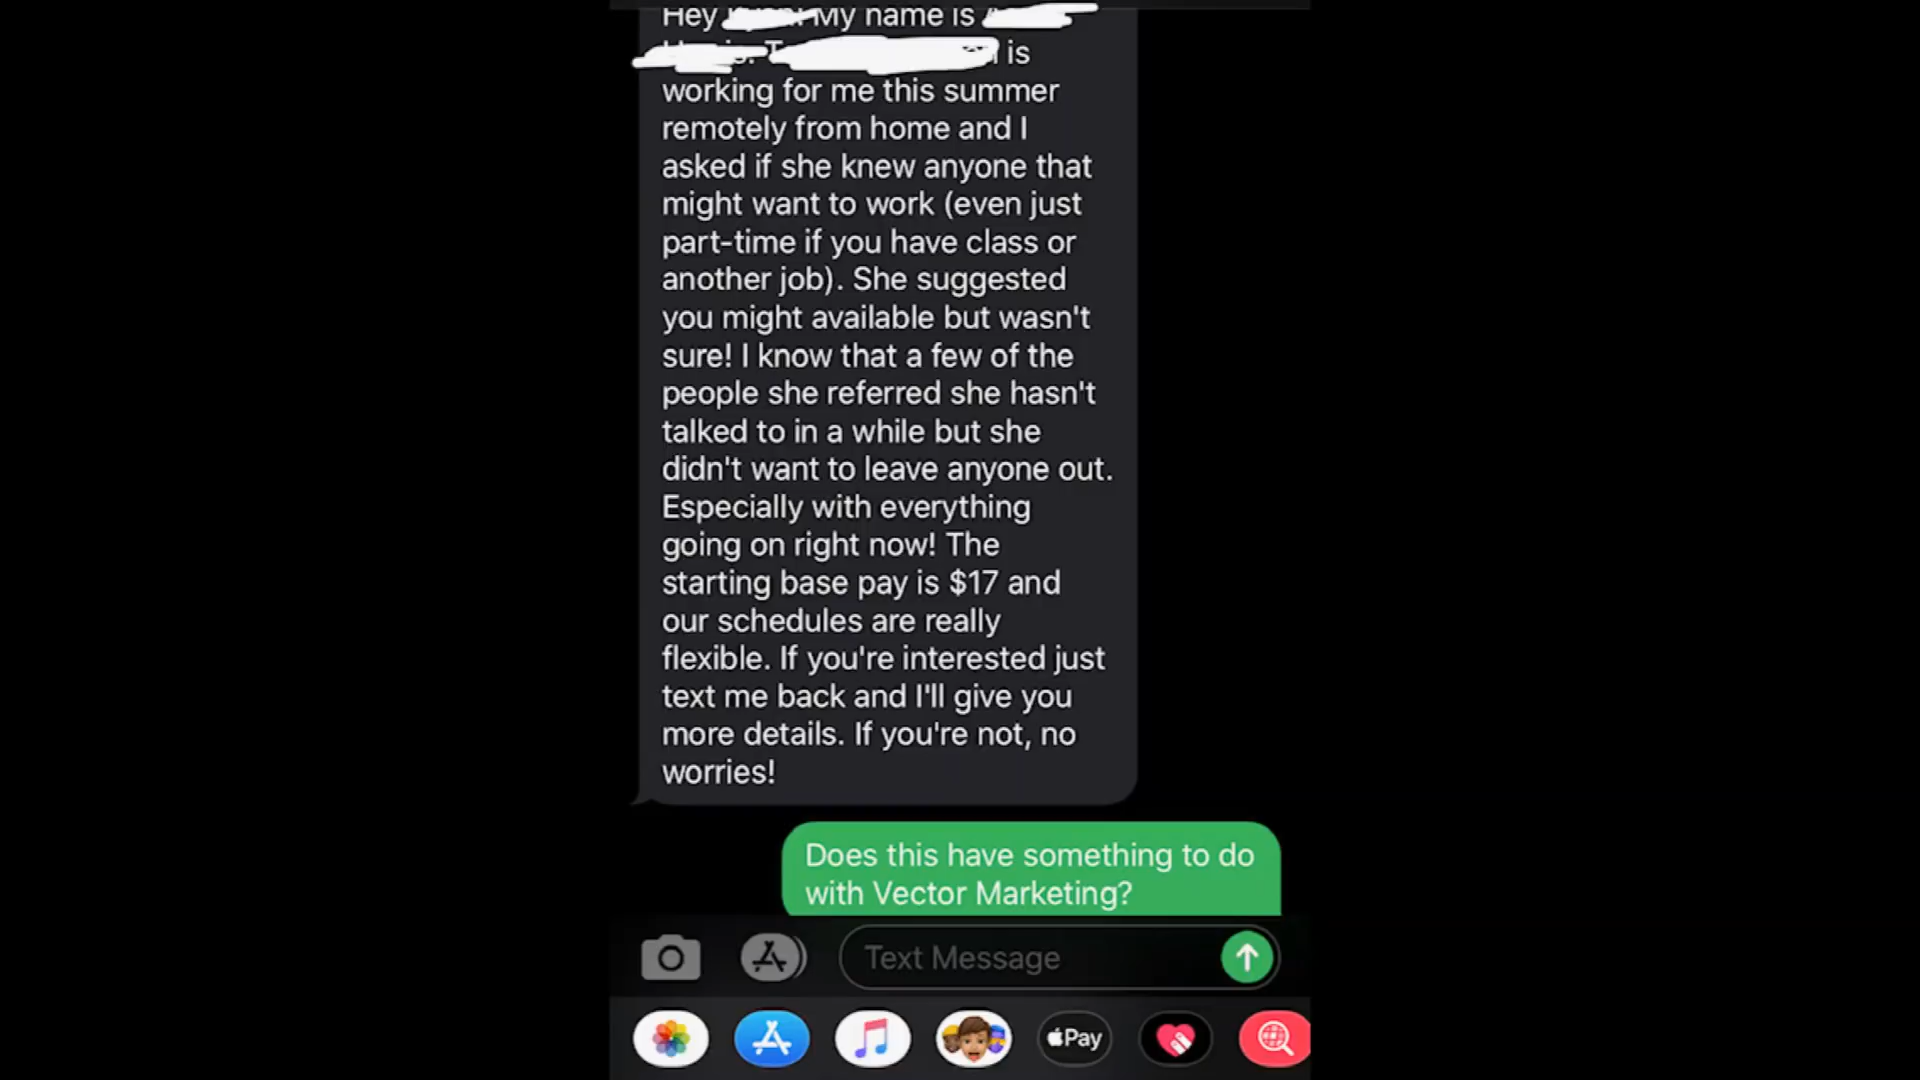 Hey My name is
is
working for me this summer
remotely from home and I
asked if she knew anyone that
might want to work (even just
part-time if you have class or
another job). She suggested
you might available but wasn't
sure! I know that a few of the
people she referred she hasn't
talked to in a while but she
didn't want to leave anyone out.
Especially with everything
going on right now! The
starting base pay is $17 and
our schedules are really
flexible. If you're interested just
text me back and I'll give you
more details. If you're not, no
worries!
Does this have something to do
with Vector Marketing?
Text Message
Pay